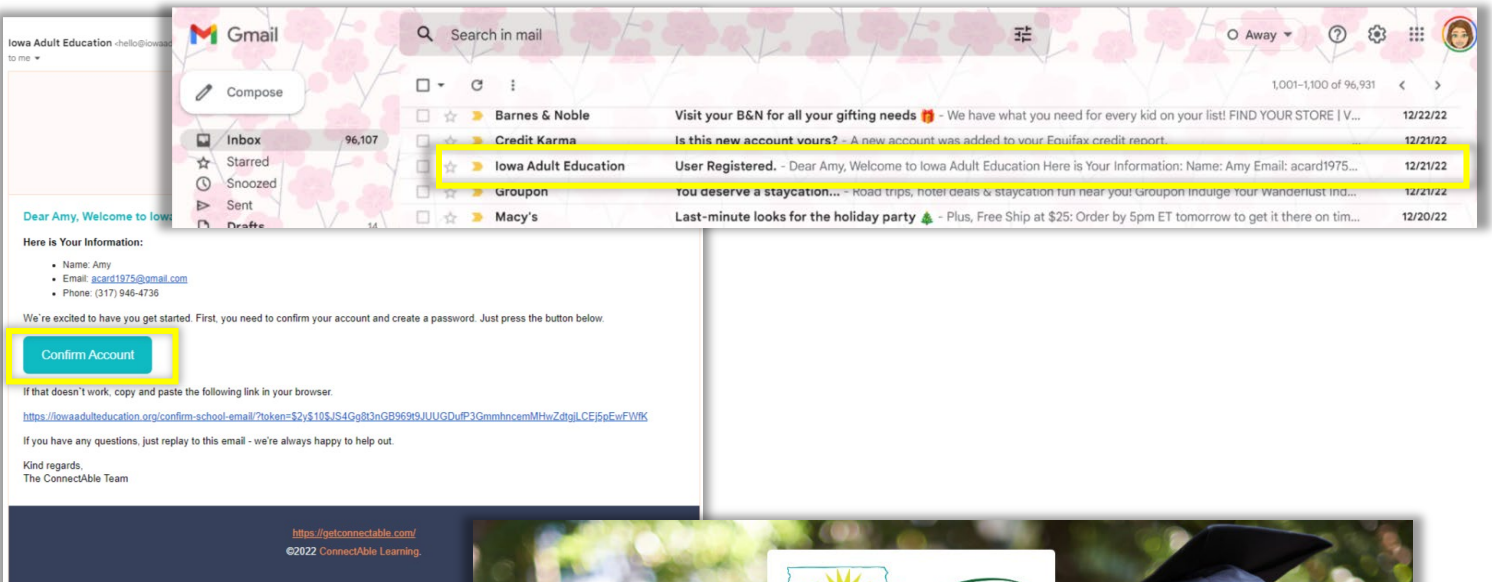 Gmail
Search in mail
Away
Compose
1,001–1,100 of 96,931
Inbox 96,107
Starred
Snoozed
Sent
Drafts 14
Barnes & Noble Visit your B&N for all your gifting needs 🎁 - We have what you need for every kid on your list! FIND YOUR STORE | V... 12/22/22
Credit Karma Is this new account yours? - A new account was added to your Equifax credit report. ... 12/21/22
Iowa Adult Education User Registered. - Dear Amy, Welcome to Iowa Adult Education Here is Your Information: Name: Amy Email: acard1975... 12/21/22
Groupon You deserve a staycation... - Road trips, hotel deals & staycation fun near you! Groupon Indulge Your Wanderlust Ind... 12/21/22
Macy's Last-minute looks for the holiday party 🎄 - Plus, Free Ship at $25: Order by 5pm ET tomorrow to get it there on tim... 12/20/22
Iowa Adult Education <hello@iowaad
to me
Dear Amy, Welcome to Iowa
Here is Your Information:
• Name: Amy
• Email: acard1975@gmail.com
• Phone: (317) 946-4736
We`re excited to have you get started. First, you need to confirm your account and create a password. Just press the button below.
Confirm Account
If that doesn`t work, copy and paste the following link in your browser.
https://iowaadulteducation.org/confirm-school-email/?token=$2y$10$JS4Gg8t3nGB969t9JUUGDufP3GmmhncemMHwZdtgjLCEj5pEwFWfK
If you have any questions, just replay to this email - we're always happy to help out.
Kind regards,
The ConnectAble Team
https://getconnectable.com/
©2022 ConnectAble Learning.